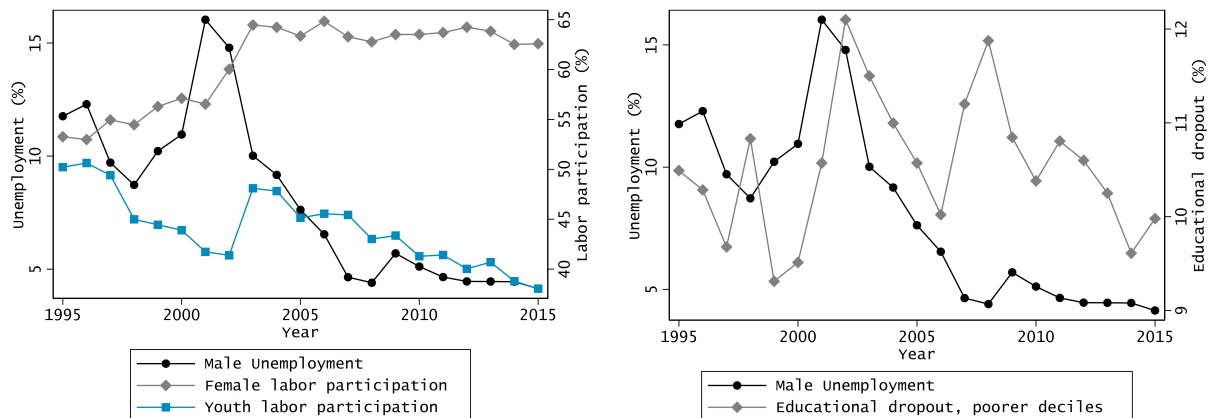 Unemployment (%)
15
10
5
65
60
55
50
45
40
Labor participation (%)
1995
2000
2005
2010
2015
Year
Male Unemployment
Female labor participation
Youth labor participation
Unemployment (%)
15
10
5
12
11
10
9
Educational dropout (%)
1995
2000
2005
2010
2015
Year
Male Unemployment
Educational dropout, poorer deciles